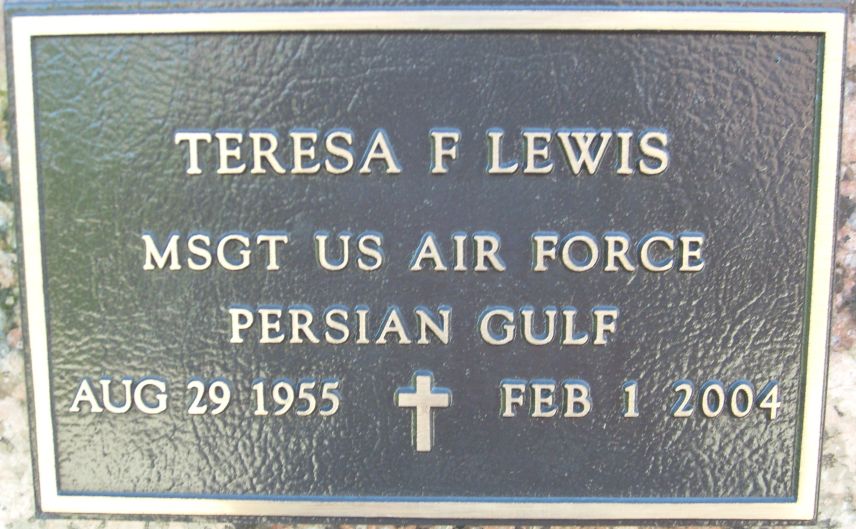 TERESA F LEWIS
MSGT US AIR FORCE
PERSIAN GULF
AUG 29 1955 FEB 1 2004